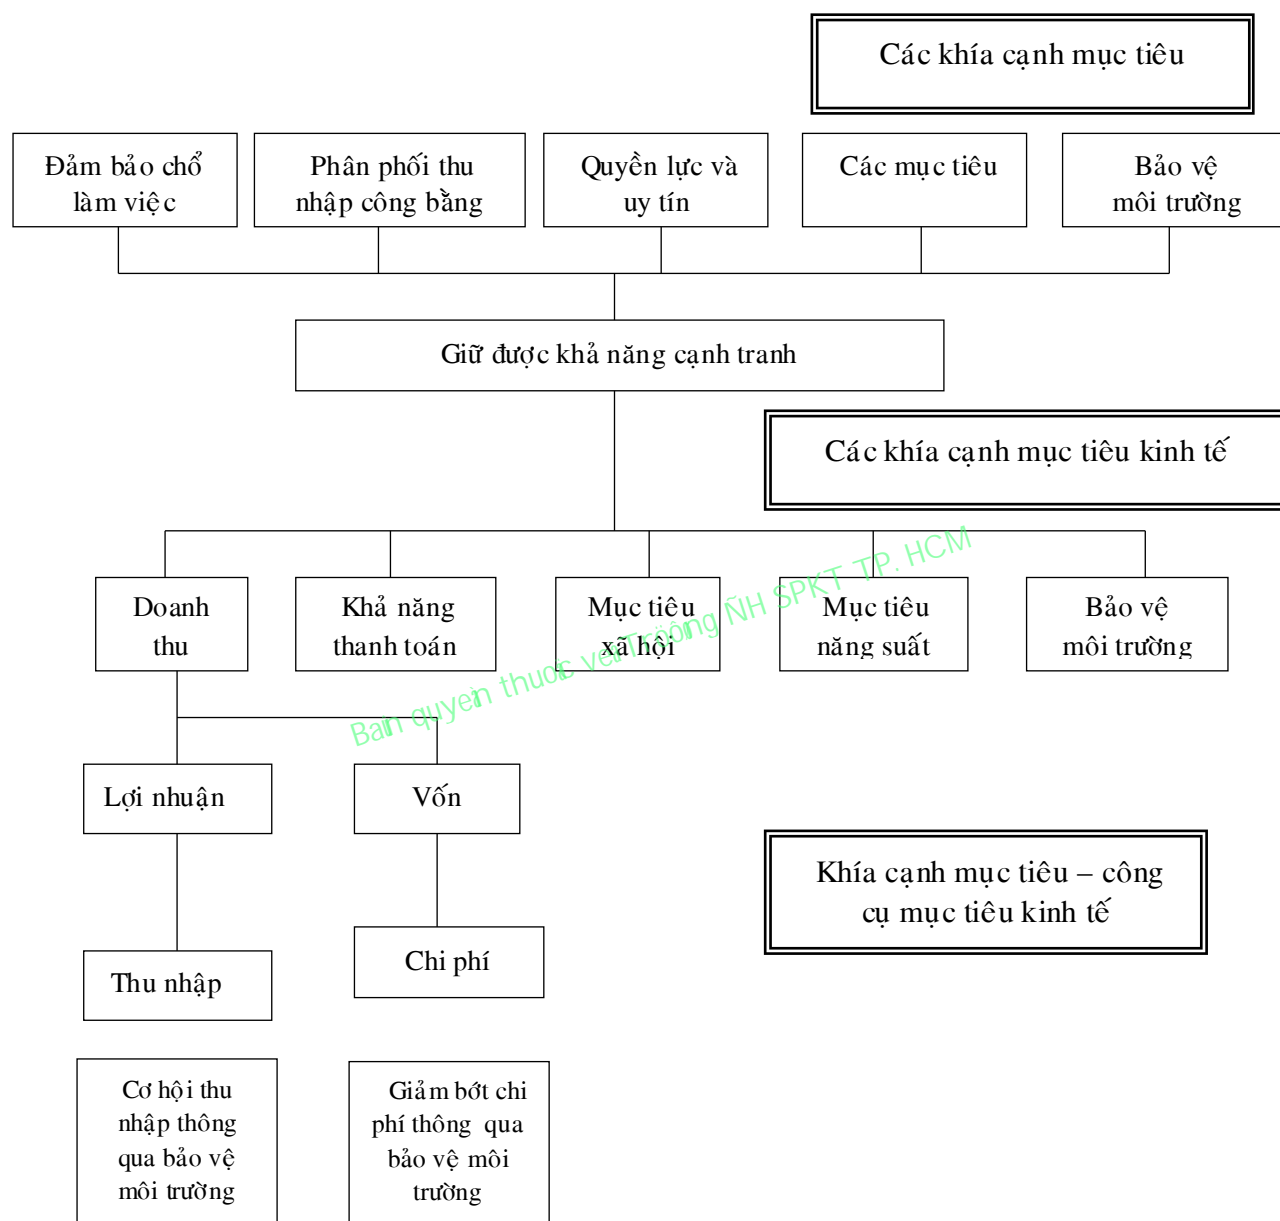 Các khía cạnh mục tiêu
Đảm bảo chổ
làm việc
Phân phối thu
nhập công bằng
Quyền lực và
uy tín
Các mục tiêu
Bảo vệ
môi trường
Giữ được khả năng cạnh tranh
Các khía cạnh mục tiêu kinh tế
Doanh
thu
Khả năng
thanh toán
Mục tiêu
xã hội
Mục tiêu
năng suất
Bảo vệ
môi trường
Lợi nhuận
Vốn
Khía cạnh mục tiêu – công
cụ mục tiêu kinh tế
Thu nhập
Chi phí
Cơ hội thu
nhập thông
qua bảo vệ
môi trường
Giảm bớt chi
phí thông qua
bảo vệ môi
trường